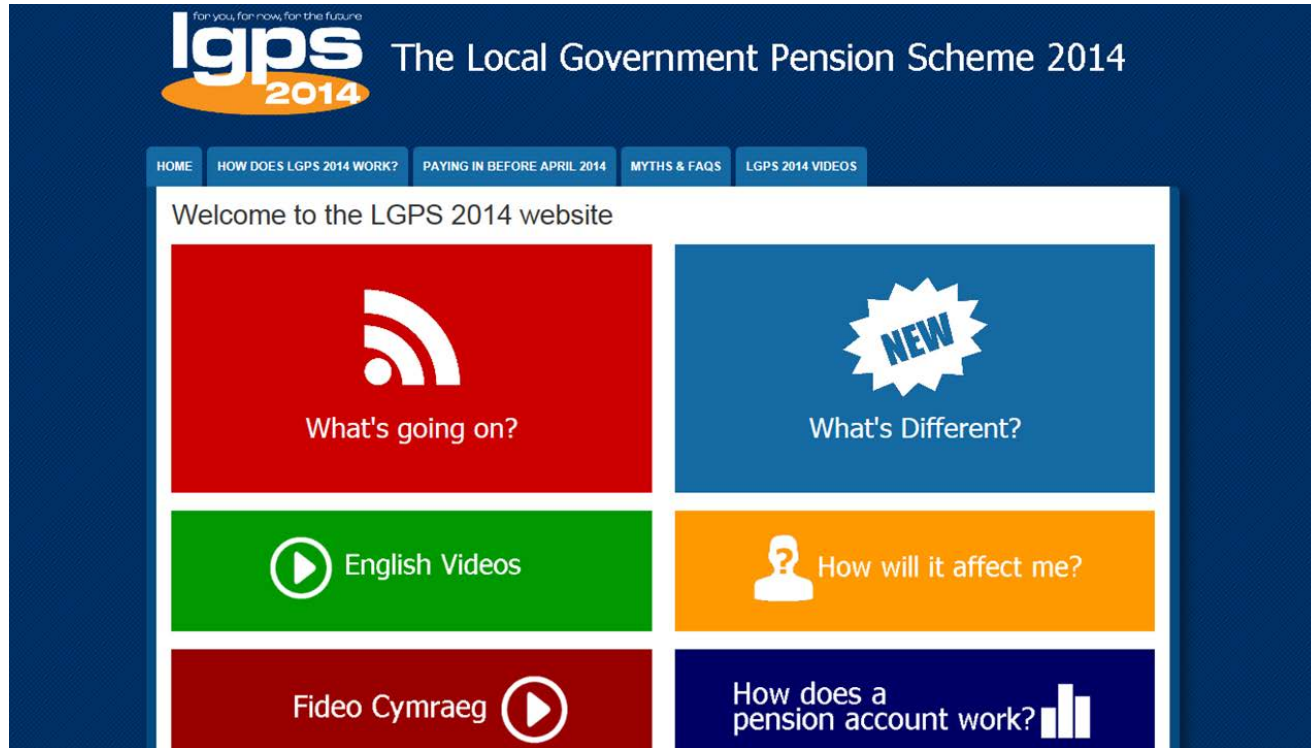 for you, for now, for the future
lgps
2014
The Local Government Pension Scheme 2014
HOME
HOW DOES LGPS 2014 WORK?
PAYING IN BEFORE APRIL 2014
MYTHS & FAQS
LGPS 2014 VIDEOS
Welcome to the LGPS 2014 website
What's going on?
NEW
What's Different?
English Videos
?
How will it affect me?
Fideo Cymraeg
How does a
pension account work?